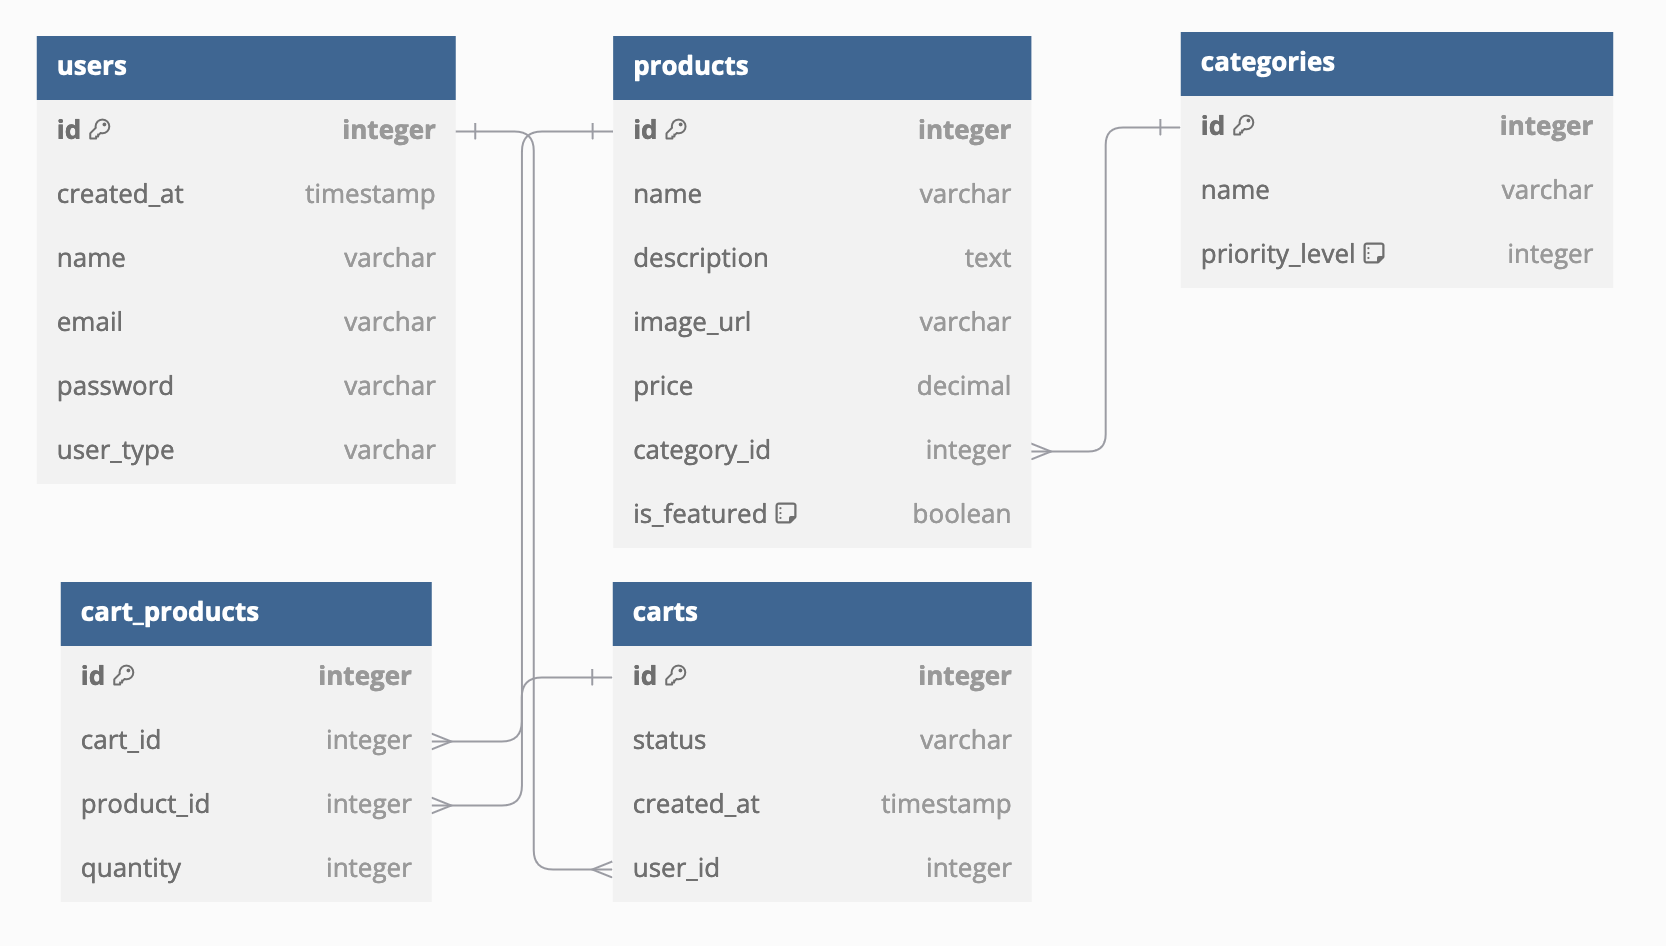 users
id integer
created_at timestamp
name varchar
email varchar
password varchar
user_type varchar
products
id integer
name varchar
description text
image_url varchar
price decimal
category_id integer
is_featured boolean
categories
id integer
name varchar
priority_level integer
cart_products
id integer
cart_id integer
product_id integer
quantity integer
carts
id integer
status varchar
created_at timestamp
user_id integer